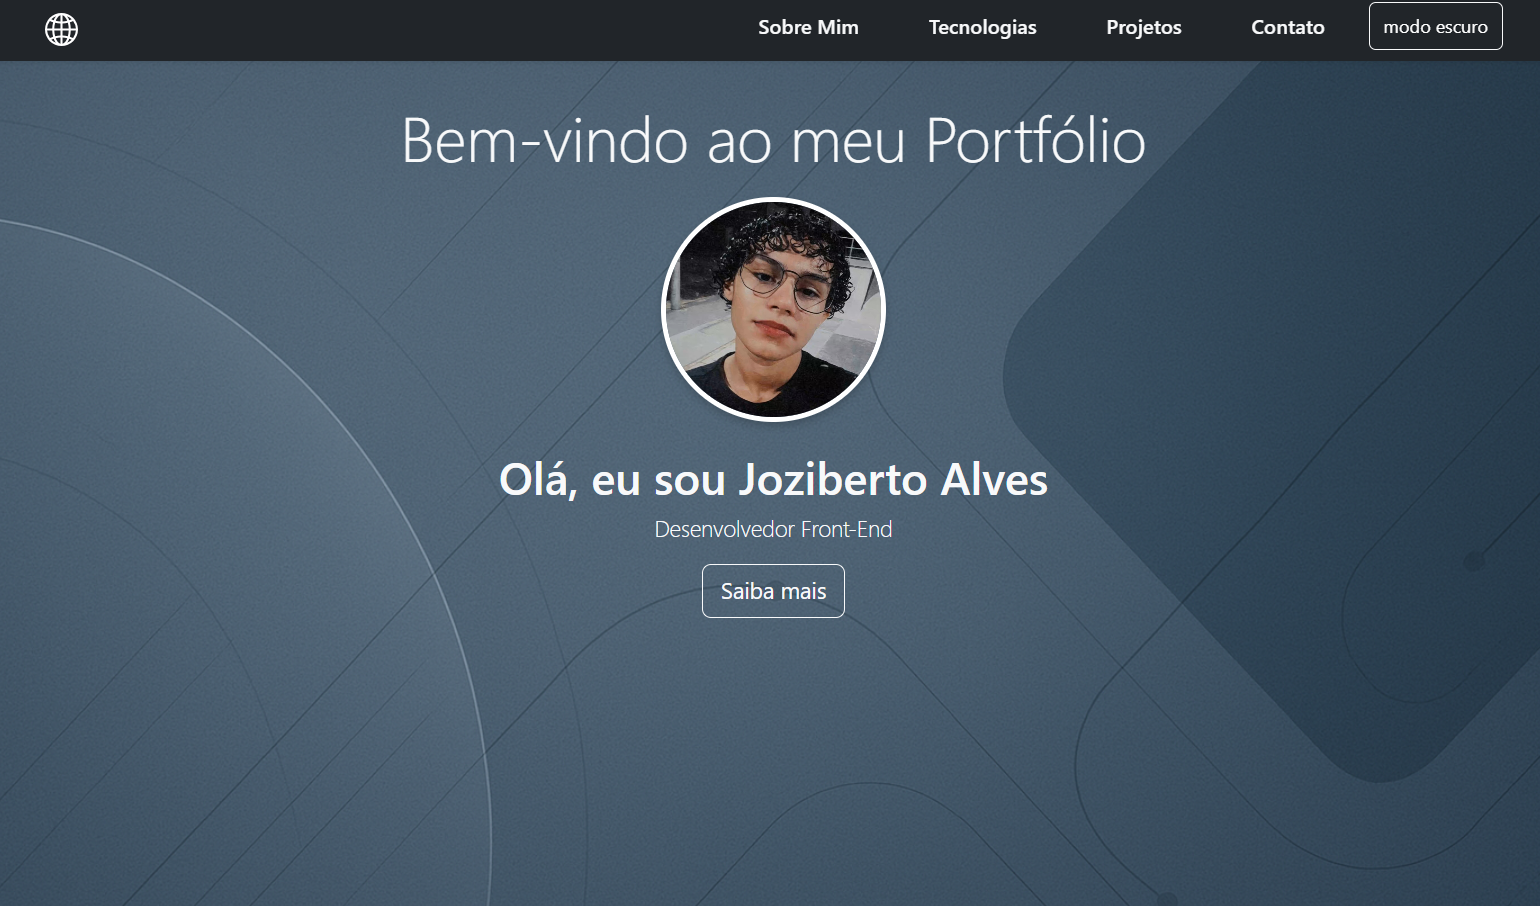 Sobre Mim Tecnologias Projetos Contato modo escuro
Bem-vindo ao meu Portfólio
Olá, eu sou Joziberto Alves
Desenvolvedor Front-End
Saiba mais